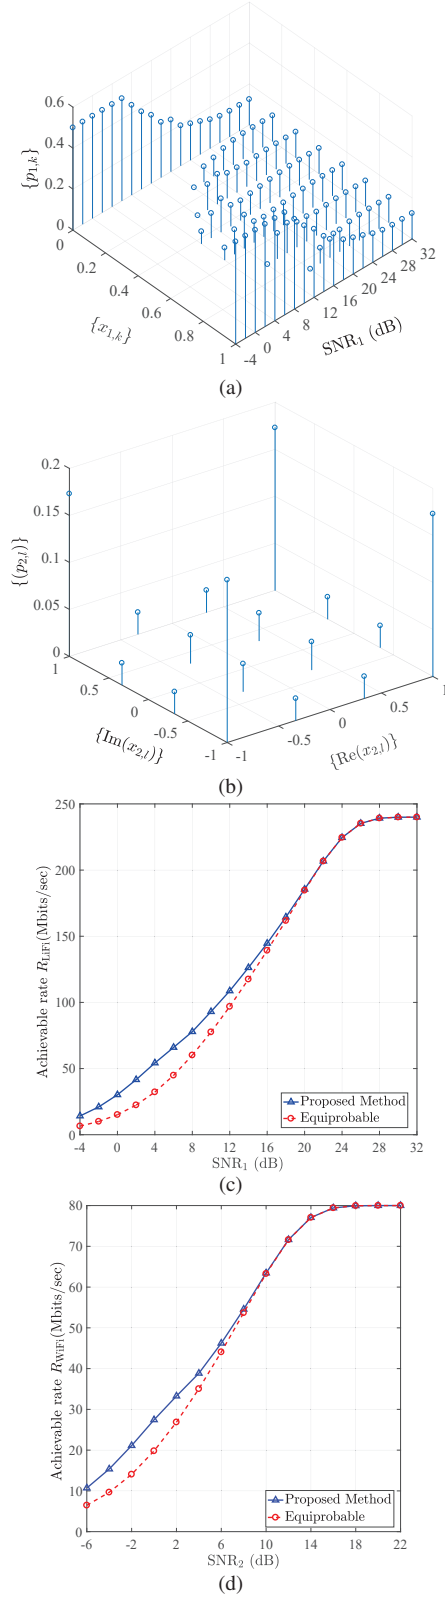 0.6
0.4
0.2
0
{p1,k}
0
0.2
0.4
0.6
0.8
1
{x1,k}
-4
0
4
8
12
16
20
24
28
32
SNR1 (dB)
(a)
0.2
0.15
0.1
0.05
0
{(p2,l)}
1
0.5
0
-0.5
-1
{Im(x2,l)}
-1
-0.5
0
0.5
1
{Re(x2,l)}
(b)
250
200
150
100
50
0
Achievable rate RLiFi(Mbits/sec)
Proposed Method
Equiprobable
-4 0 4 8 12 16 20 24 28 32
SNR1 (dB)
(c)
80
70
60
50
40
30
20
10
0
Achievable rate RWiFi(Mbits/sec)
Proposed Method
Equiprobable
-6 -2 2 6 10 14 18 22
SNR2 (dB)
(d)